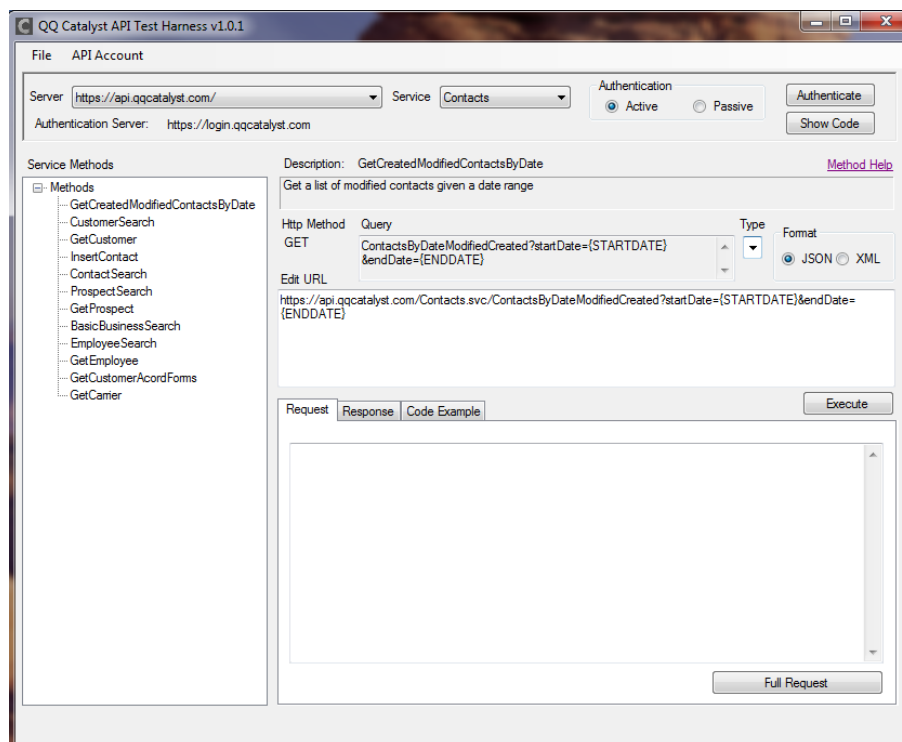 QQ Catalyst API Test Harness v1.0.1
File API Account
Server https://api.qqcatalyst.com/ Service Contacts
Authentication
Active Passive
Authenticate
Authentication Server: https://login.qqcatalyst.com
Show Code
Service Methods
Methods
GetCreatedModifiedContactsByDate
CustomerSearch
GetCustomer
InsertContact
ContactSearch
ProspectSearch
GetProspect
BasicBusinessSearch
EmployeeSearch
GetEmployee
GetCustomerAcordForms
GetCarrier
Description: GetCreatedModifiedContactsByDate
Method Help
Get a list of modified contacts given a date range
Http Method Query Type
GET
ContactsByDateModifiedCreated?startDate={STARTDATE}
&endDate={ENDDATE}
Format
JSON XML
Edit URL
https://api.qqcatalyst.com/Contacts.svc/ContactsByDateModifiedCreated?startDate={STARTDATE}&endDate=
{ENDDATE}
Execute
Request Response Code Example
Full Request